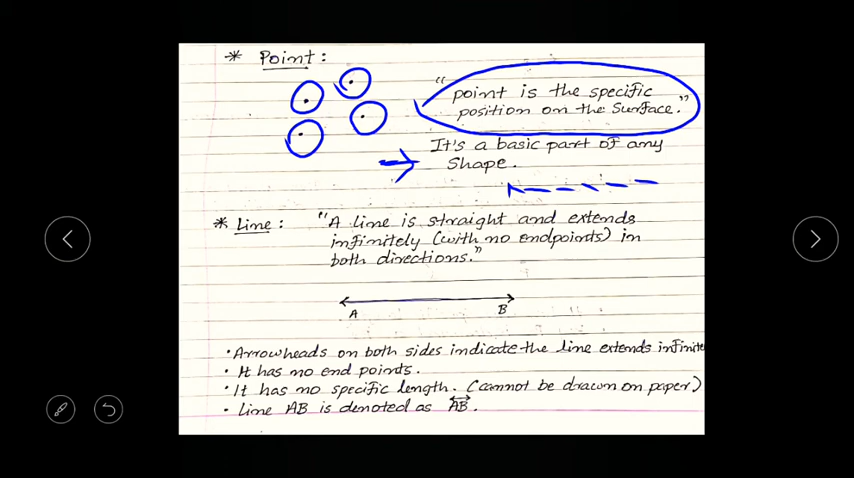 * Point:
"point is the specific
position on the Surface."
It's a basic part of any
Shape.
* Line: "A line is straight and extends
infinitely (with no endpoints) in
both directions."
A B
• Arrowheads on both sides indicate the line extends infinite
• It has no end points.
• It has no specific length. (cannot be drawn on paper)
• Line AB is denoted as AB.